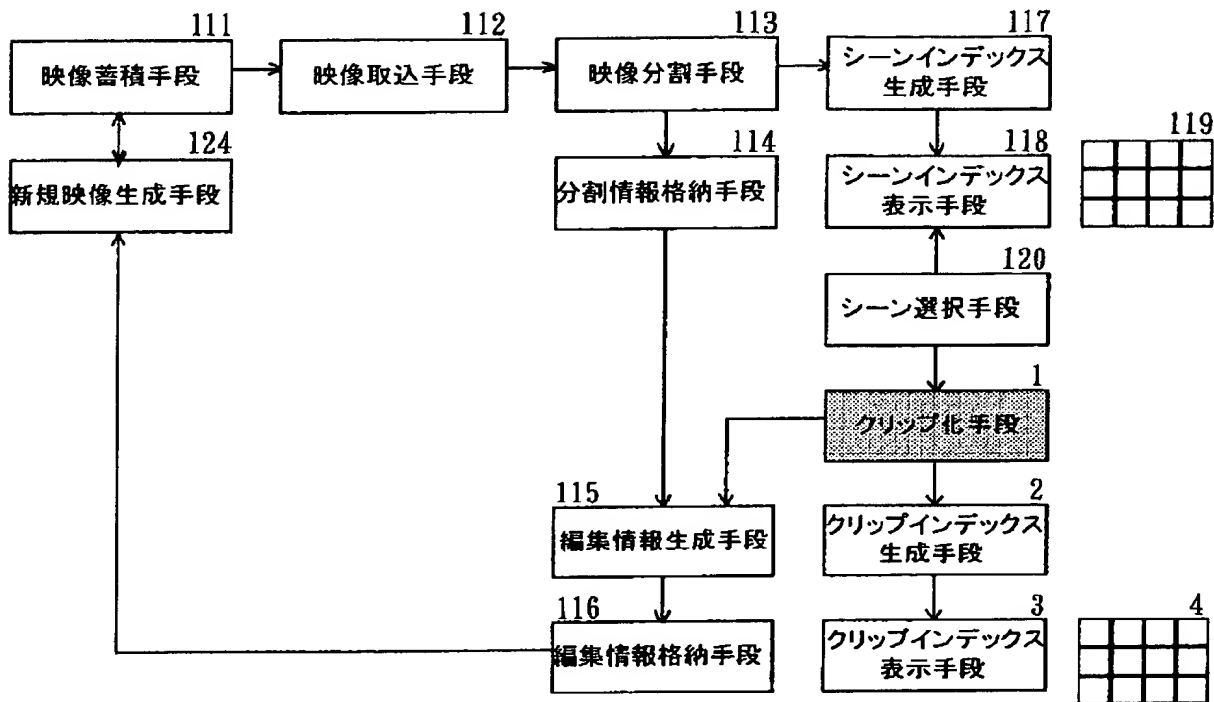 111
映像蓄積手段
112
映像取込手段
113
映像分割手段
117
シーンインデックス
生成手段
124
新規映像生成手段
114
分割情報格納手段
118
シーンインデックス
表示手段
119
120
シーン選択手段
1
クリップ化手段
115
編集情報生成手段
2
クリップインデックス
生成手段
116
編集情報格納手段
3
クリップインデックス
表示手段
4